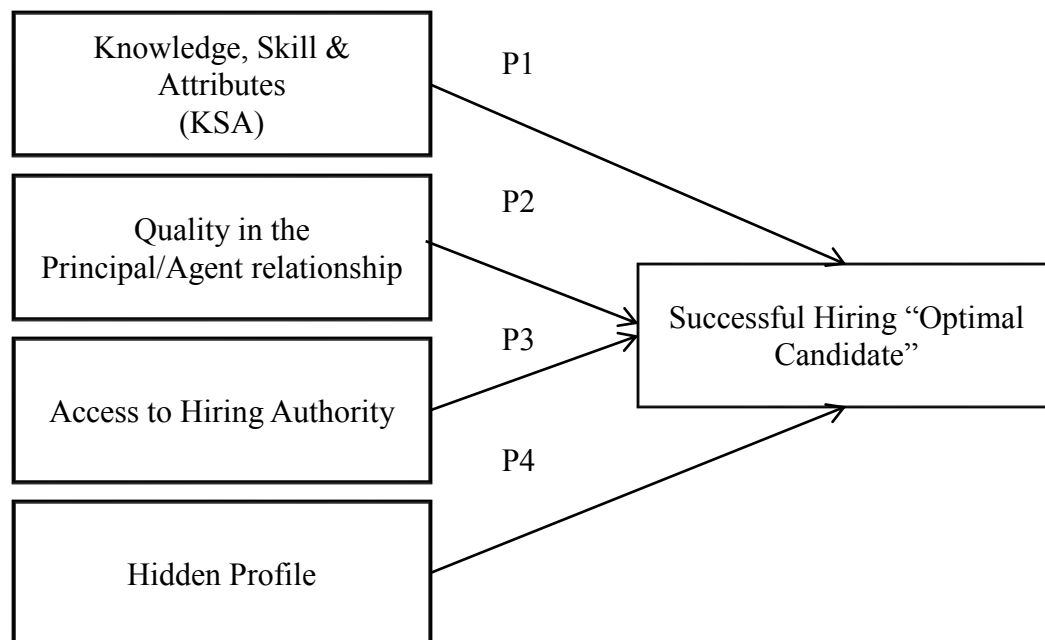 Knowledge, Skill &
Attributes
(KSA)
P1
Quality in the
Principal/Agent relationship
P2
Successful Hiring “Optimal
Candidate”
Access to Hiring Authority
P3
Hidden Profile
P4